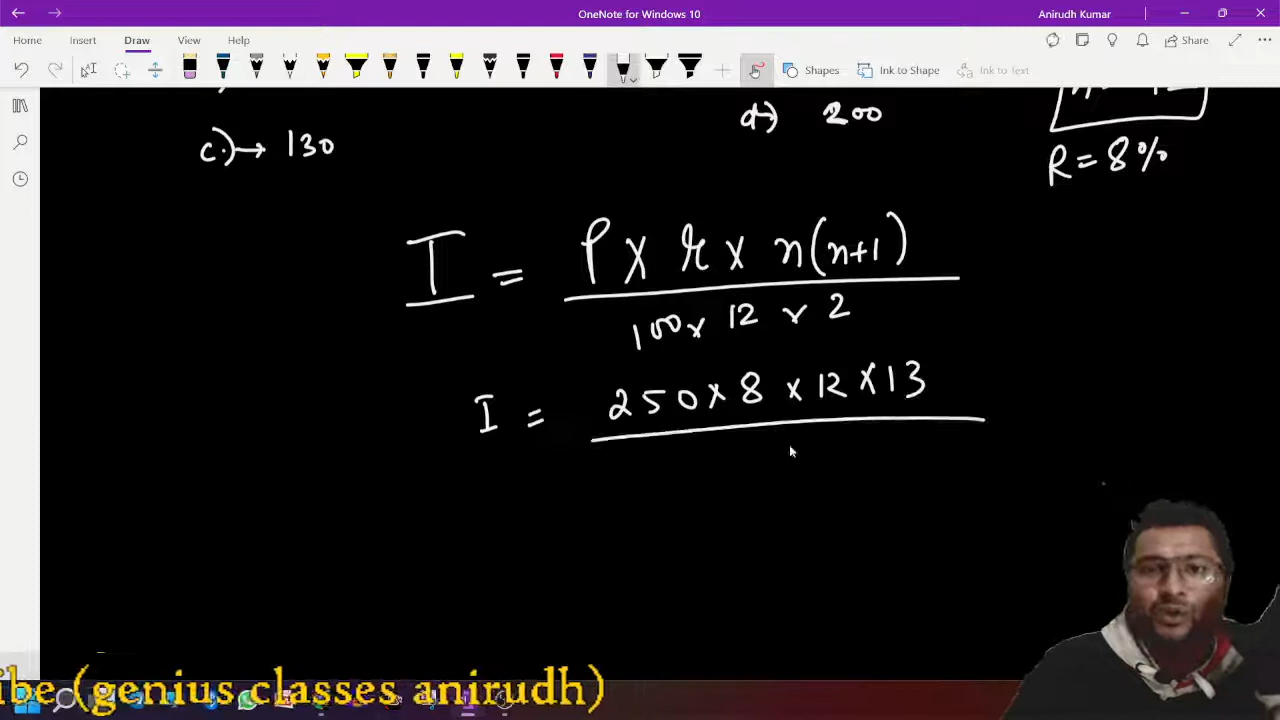 OneNote for Windows 10
Anirudh Kumar
Home Insert Draw View Help
Share
Shapes
Ink to Shape
Ink to Text
d) 200
c.)→ 130
R = 8%
I = P x r x n(n+1)
100 x 12 x 2
I = 250 x 8 x 12 x 13
ibe (genius classes anirudh)